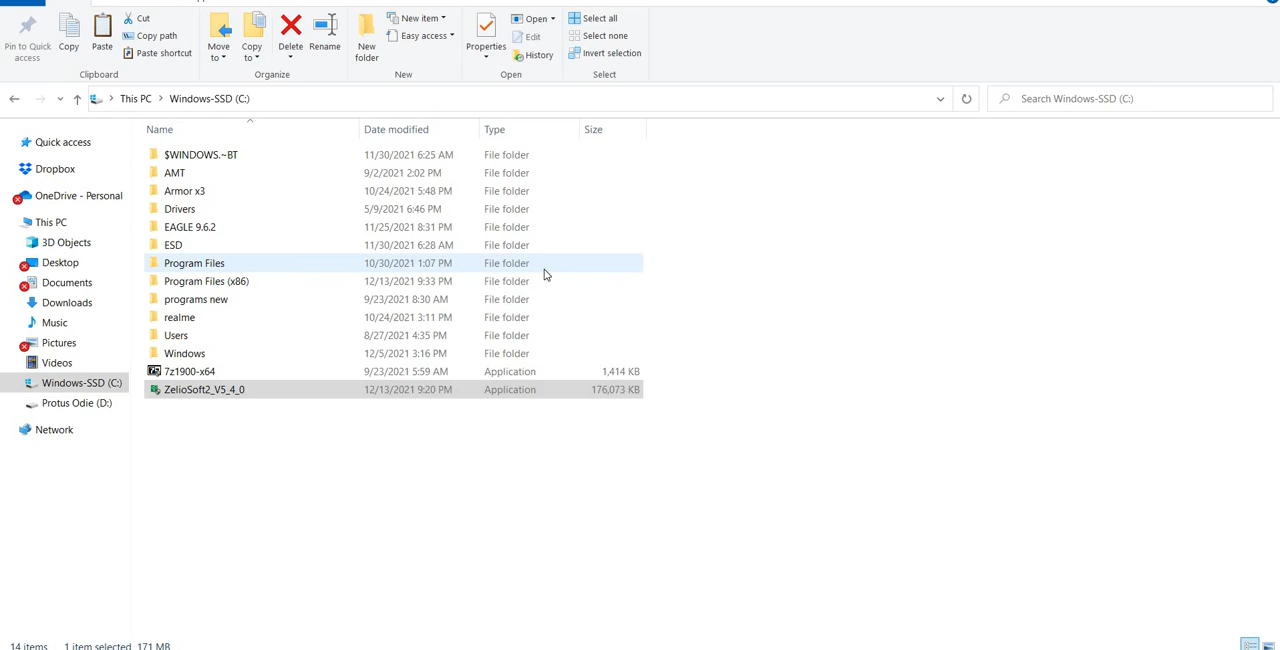 Pin to Quick access
Copy
Paste
Cut
Copy path
Paste shortcut
Clipboard
Move to
Copy to
Delete
Rename
Organize
New folder
New item
Easy access
New
Properties
Open
Edit
History
Open
Select all
Select none
Invert selection
Select
This PC > Windows-SSD (C:)
Search Windows-SSD (C:)
Quick access
Dropbox
OneDrive - Personal
This PC
3D Objects
Desktop
Documents
Downloads
Music
Pictures
Videos
Windows-SSD (C:)
Protus Odie (D:)
Network
Name Date modified Type Size
$WINDOWS.~BT 11/30/2021 6:25 AM File folder
AMT 9/2/2021 2:02 PM File folder
Armor x3 10/24/2021 5:48 PM File folder
Drivers 5/9/2021 6:46 PM File folder
EAGLE 9.6.2 11/25/2021 8:31 PM File folder
ESD 11/30/2021 6:28 AM File folder
Program Files 10/30/2021 1:07 PM File folder
Program Files (x86) 12/13/2021 9:33 PM File folder
programs new 9/23/2021 8:30 AM File folder
realme 10/24/2021 3:11 PM File folder
Users 8/27/2021 4:35 PM File folder
Windows 12/5/2021 3:16 PM File folder
7z1900-x64 9/23/2021 5:59 AM Application 1,414 KB
ZelioSoft2_V5_4_0 12/13/2021 9:20 PM Application 176,073 KB
14 items 1 item selected 171 MB